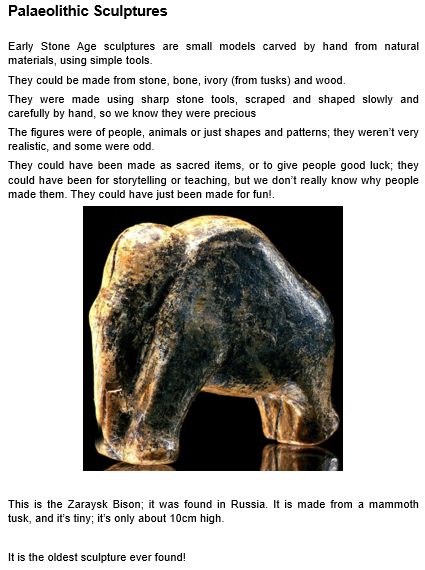 Palaeolithic Sculptures
Early Stone Age sculptures are small models carved by hand from natural
materials, using simple tools.
They could be made from stone, bone, ivory (from tusks) and wood.
They were made using sharp stone tools, scraped and shaped slowly and
carefully by hand, so we know they were precious
The figures were of people, animals or just shapes and patterns; they weren’t very
realistic, and some were odd.
They could have been made as sacred items, or to give people good luck; they
could have been for storytelling or teaching, but we don’t really know why people
made them. They could have just been made for fun!.
This is the Zaraysk Bison; it was found in Russia. It is made from a mammoth
tusk, and it’s tiny; it’s only about 10cm high.
It is the oldest sculpture ever found!